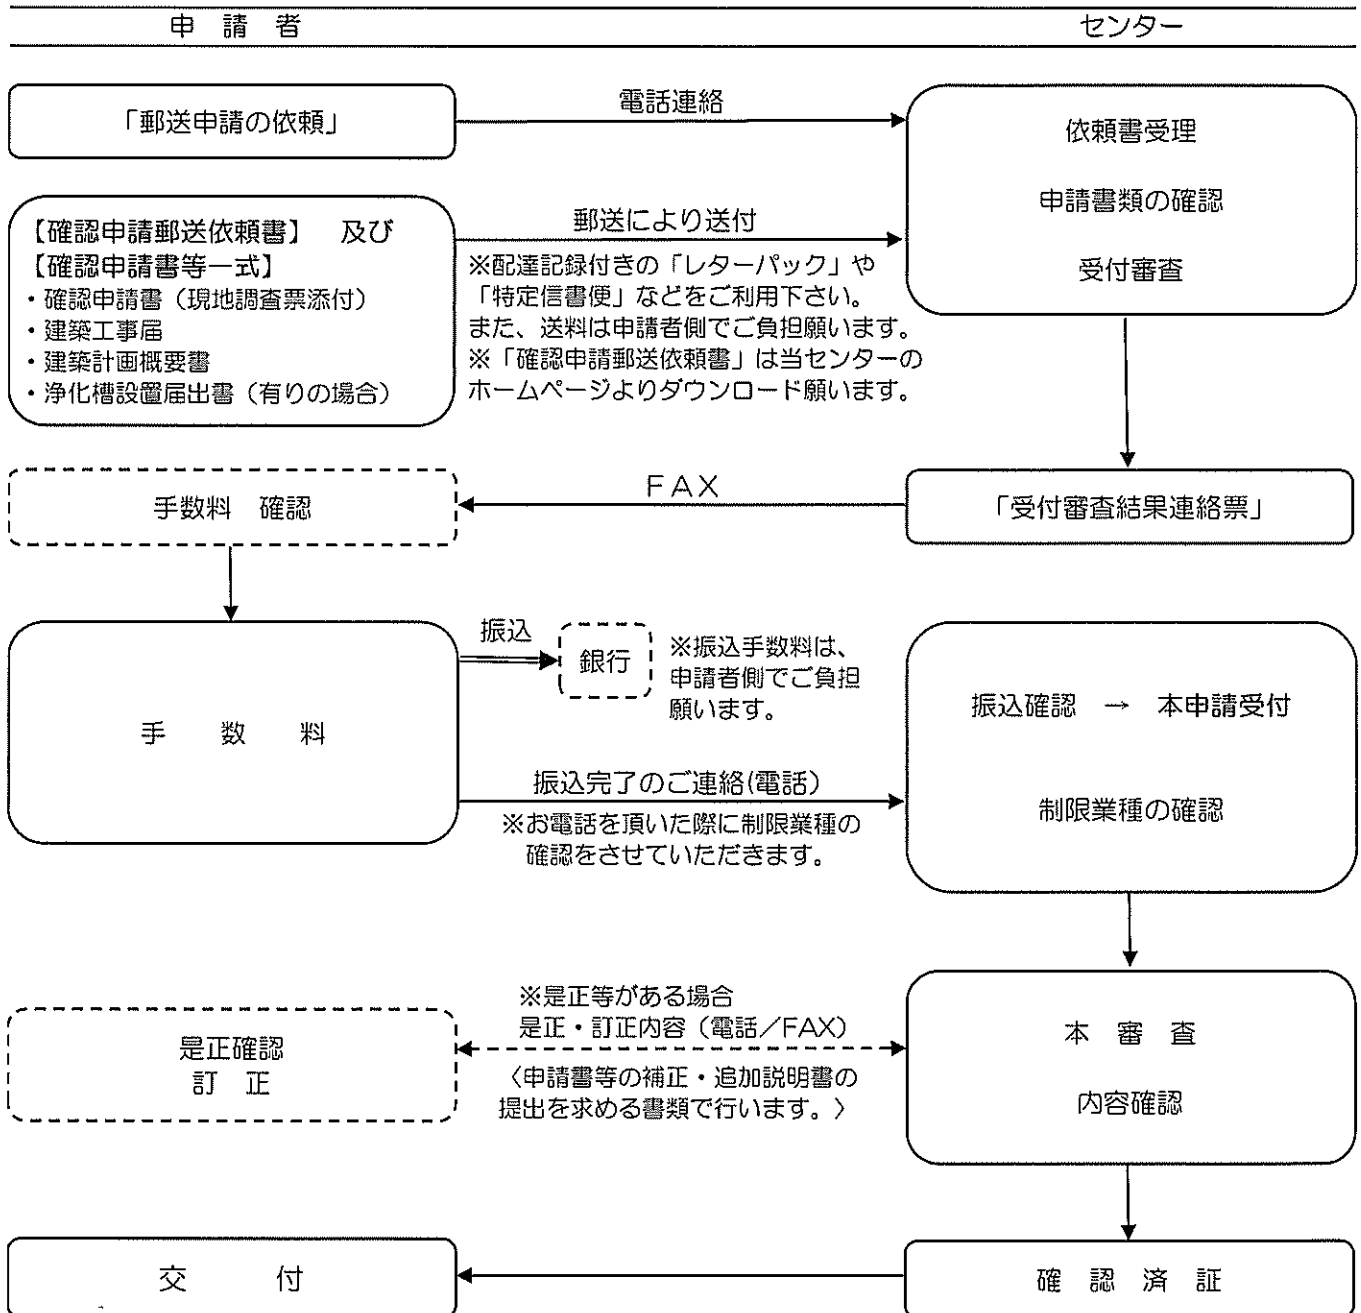 申 請 者
センター
「郵送申請の依頼」
電話連絡
依頼書受理
申請書類の確認
受付審査
【確認申請郵送依頼書】 及び
【確認申請書等一式】
・確認申請書（現地調査票添付）
・建築工事届
・建築計画概要書
・浄化槽設置届出書（有りの場合）
郵送により送付
※配達記録付きの「レターパック」や
「特定信書便」などをご利用下さい。
また、送料は申請者側でご負担願います。
※「確認申請郵送依頼書」は当センターの
ホームページよりダウンロード願います。
手数料 確認
ＦＡＸ
「受付審査結果連絡票」
手 数 料
振込
銀行
※振込手数料は、
申請者側でご負担
願います。
振込完了のご連絡(電話)
※お電話を頂いた際に制限業種の
確認をさせていただきます。
振込確認 → 本申請受付
制限業種の確認
是正確認
訂 正
※是正等がある場合
是正・訂正内容（電話／FAX）
〈申請書等の補正・追加説明書の
提出を求める書類で行います。〉
本 審 査
内容確認
交 付
確 認 済 証